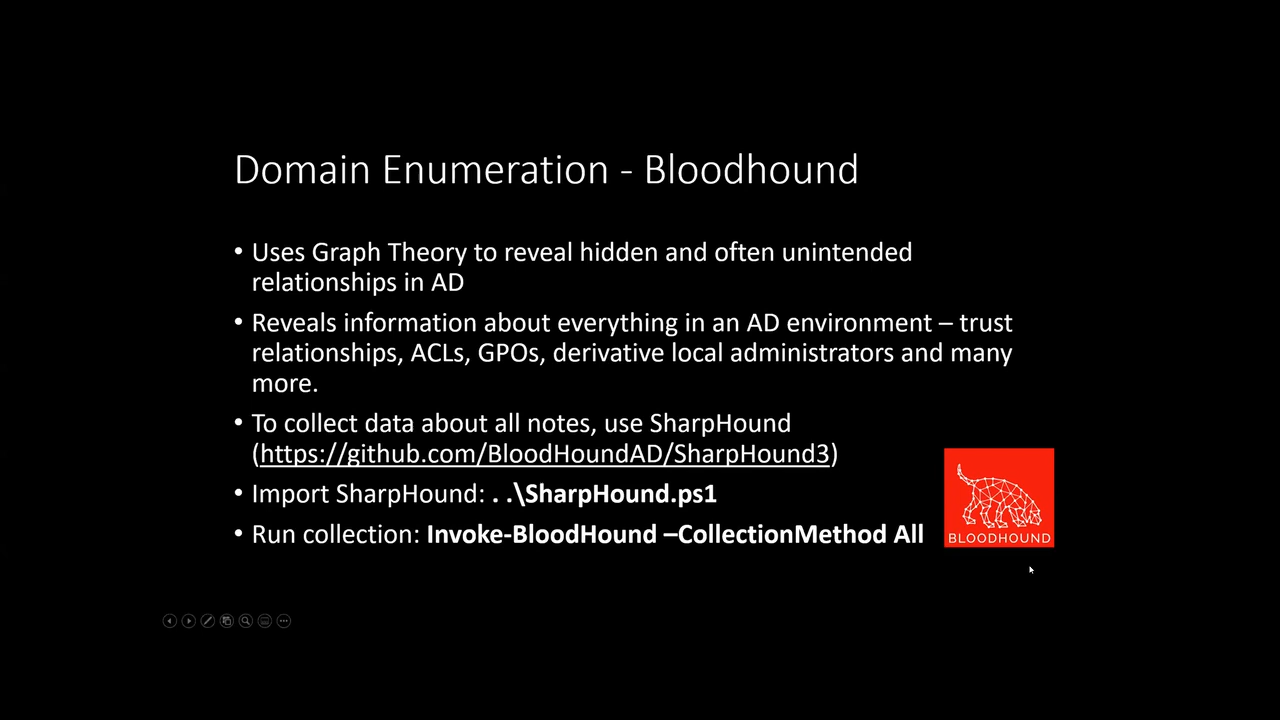 Domain Enumeration - Bloodhound
• Uses Graph Theory to reveal hidden and often unintended
relationships in AD
• Reveals information about everything in an AD environment – trust
relationships, ACLs, GPOs, derivative local administrators and many
more.
• To collect data about all notes, use SharpHound
(https://github.com/BloodHoundAD/SharpHound3)
• Import SharpHound: . .\SharpHound.ps1
• Run collection: Invoke-BloodHound –CollectionMethod All
BLOODHOUND